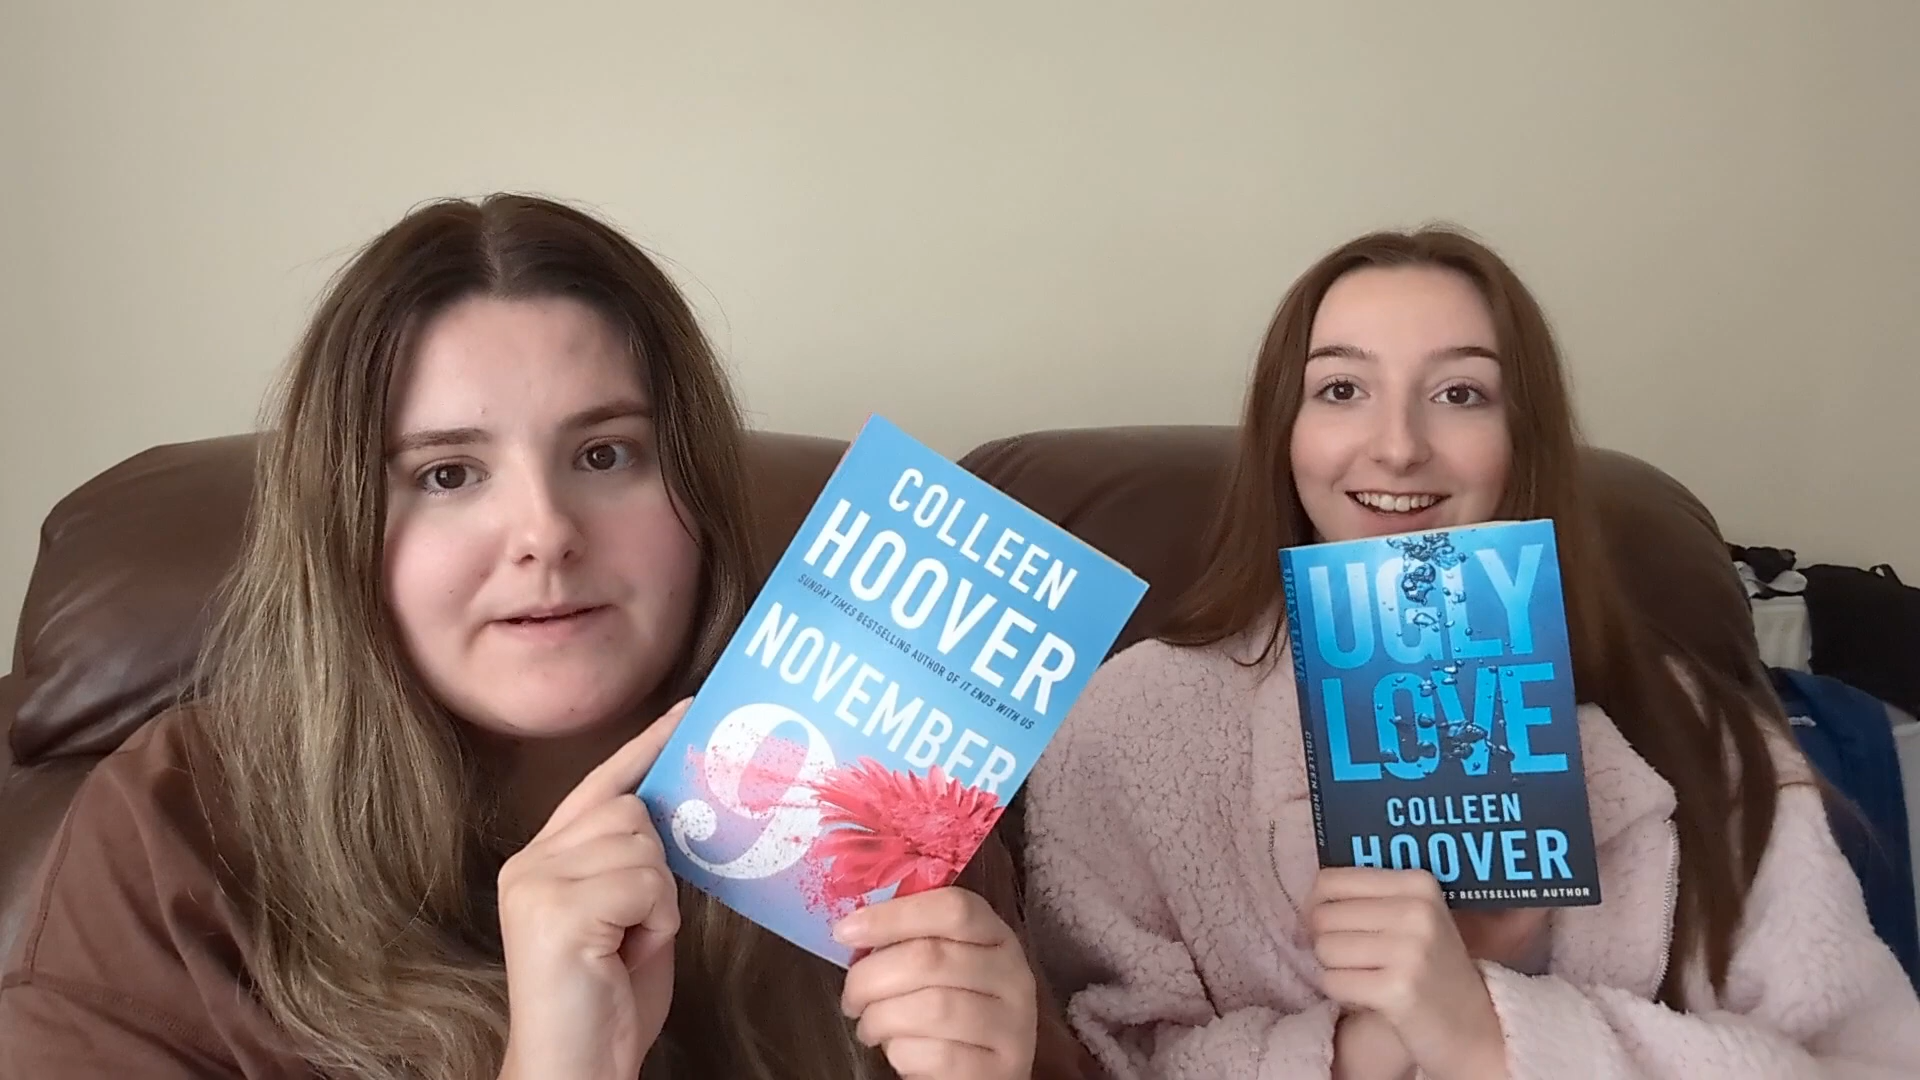 COLLEEN
HOOVER
SUNDAY TIMES BESTSELLING AUTHOR OF IT ENDS WITH US
NOVEMBER
9
UGLY
LOVE
COLLEEN
HOOVER
BESTSELLING AUTHOR
UGLY LOVE
COLLEEN HOOVER